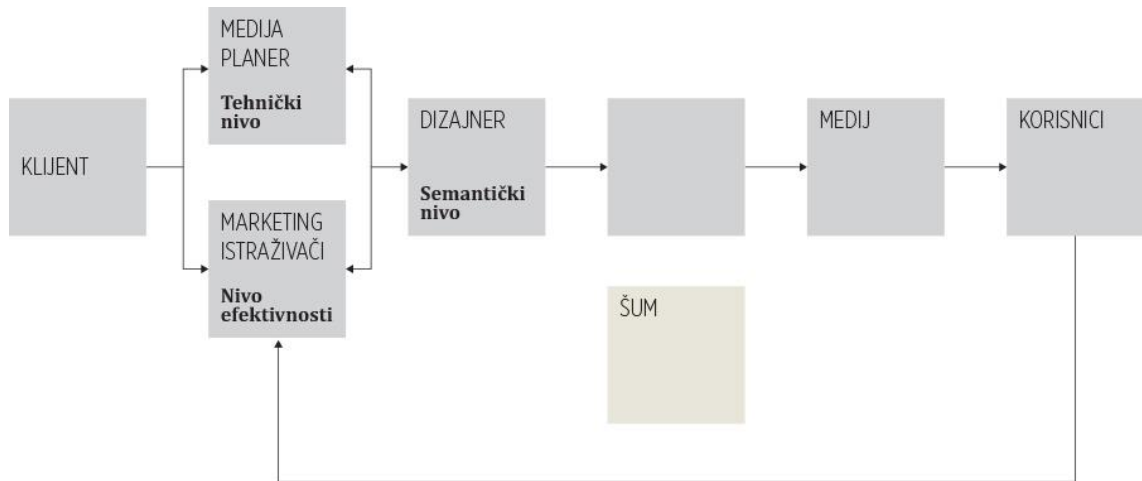 KLIJENT
MEDIJA
PLANER
Tehnički
nivo
MARKETING
ISTRAŽIVAČI
Nivo
efektivnosti
DIZAJNER
Semantički
nivo
ŠUM
MEDIJ
KORISNICI